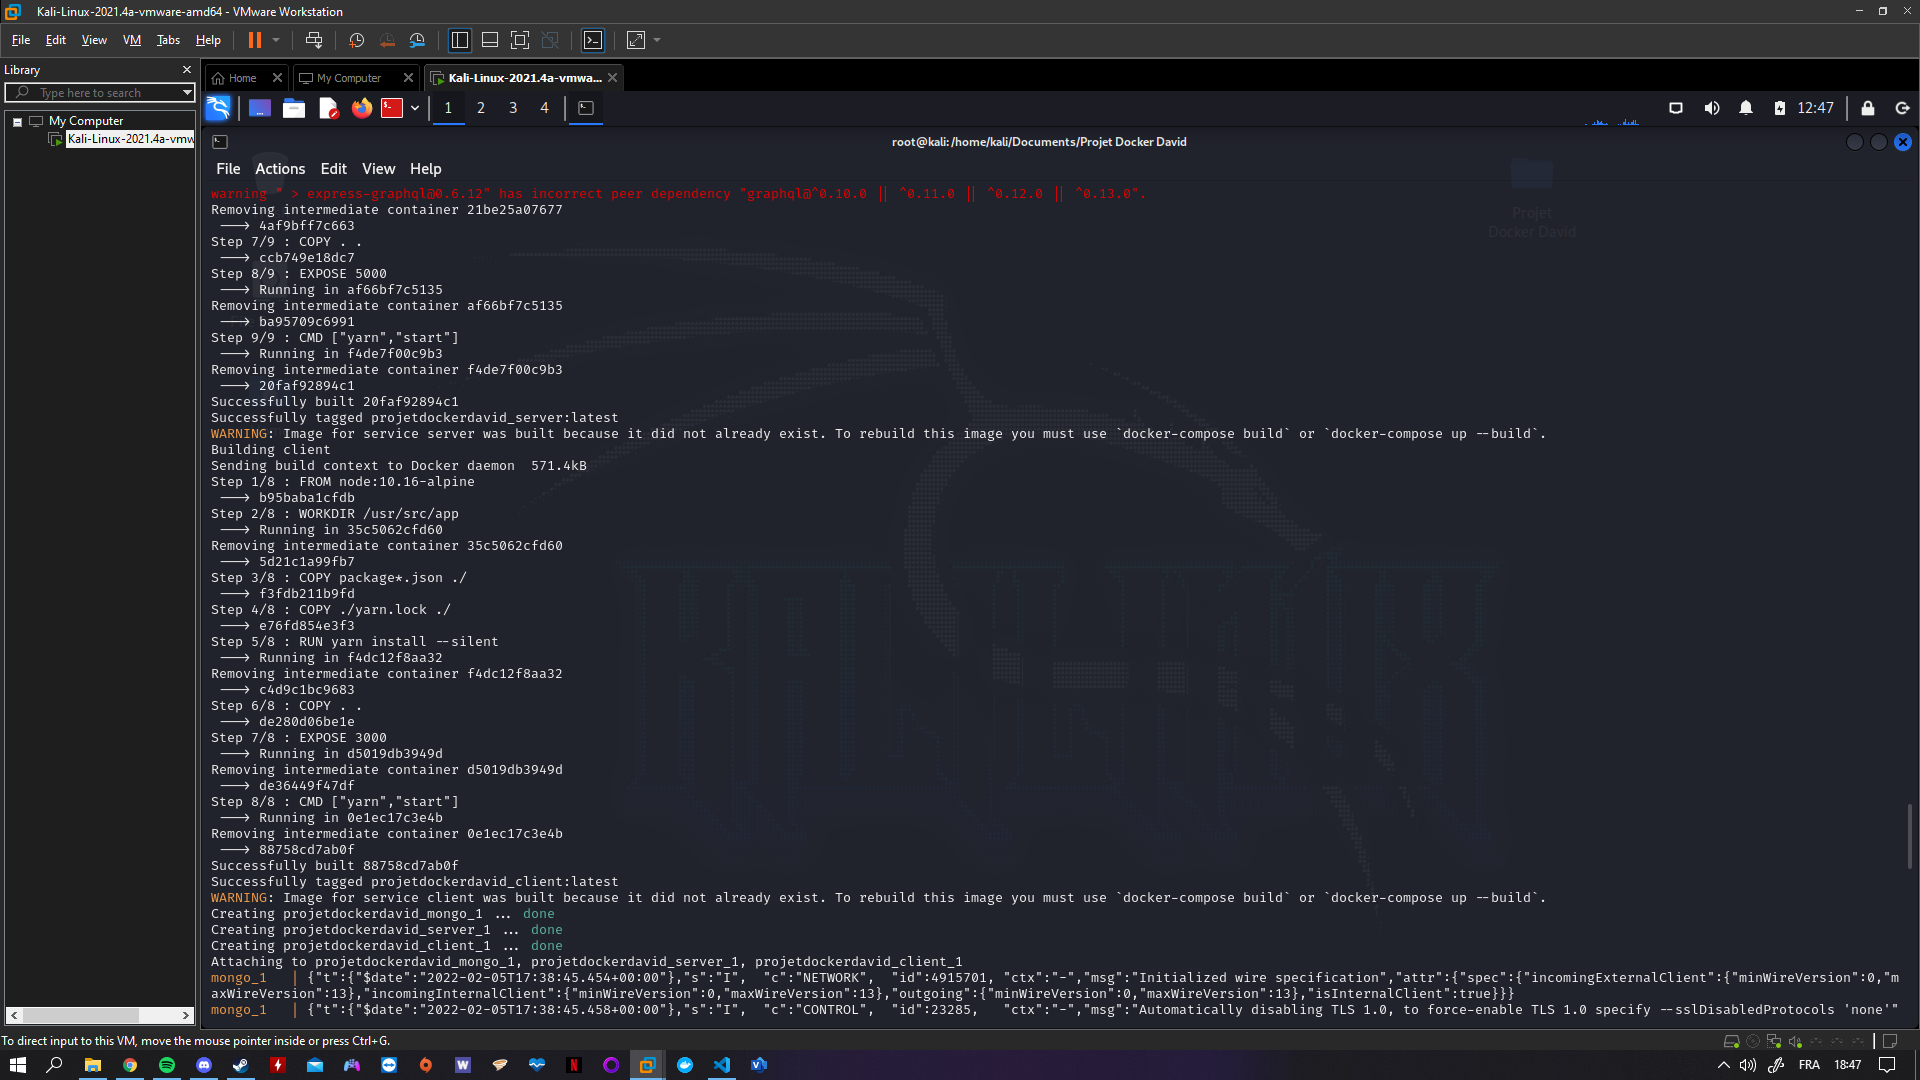 Kali-Linux-2021.4a-vmware-amd64 - VMware Workstation
File Edit View VM Tabs Help
Library
Type here to search
My Computer
Kali-Linux-2021.4a-vmw
Home
My Computer
Kali-Linux-2021.4a-vmwa...
1 2 3 4
12:47
root@kali: /home/kali/Documents/Projet Docker David
File Actions Edit View Help
Projet
Docker David
warning " > express-graphql@0.6.12" has incorrect peer dependency "graphql@^0.10.0 || ^0.11.0 || ^0.12.0 || ^0.13.0".
Removing intermediate container 21be25a07677
---> 4af9bff7c663
Step 7/9 : COPY . .
---> ccb749e18dc7
Step 8/9 : EXPOSE 5000
---> Running in af66bf7c5135
Removing intermediate container af66bf7c5135
---> ba95709c6991
Step 9/9 : CMD ["yarn","start"]
---> Running in f4de7f00c9b3
Removing intermediate container f4de7f00c9b3
---> 20faf92894c1
Successfully built 20faf92894c1
Successfully tagged projetdockerdavid_server:latest
WARNING: Image for service server was built because it did not already exist. To rebuild this image you must use `docker-compose build` or `docker-compose up --build`.
Building client
Sending build context to Docker daemon  571.4kB
Step 1/8 : FROM node:10.16-alpine
---> b95baba1cfdb
Step 2/8 : WORKDIR /usr/src/app
---> Running in 35c5062cfd60
Removing intermediate container 35c5062cfd60
---> 5d21c1a99fb7
Step 3/8 : COPY package*.json ./
---> f3fdb211b9fd
Step 4/8 : COPY ./yarn.lock ./
---> e76fd854e3f3
Step 5/8 : RUN yarn install --silent
---> Running in f4dc12f8aa32
Removing intermediate container f4dc12f8aa32
---> c4d9c1bc9683
Step 6/8 : COPY . .
---> de280d06be1e
Step 7/8 : EXPOSE 3000
---> Running in d5019db3949d
Removing intermediate container d5019db3949d
---> de36449f47df
Step 8/8 : CMD ["yarn","start"]
---> Running in 0e1ec17c3e4b
Removing intermediate container 0e1ec17c3e4b
---> 88758cd7ab0f
Successfully built 88758cd7ab0f
Successfully tagged projetdockerdavid_client:latest
WARNING: Image for service client was built because it did not already exist. To rebuild this image you must use `docker-compose build` or `docker-compose up --build`.
Creating projetdockerdavid_mongo_1 ... done
Creating projetdockerdavid_server_1 ... done
Creating projetdockerdavid_client_1 ... done
Attaching to projetdockerdavid_mongo_1, projetdockerdavid_server_1, projetdockerdavid_client_1
mongo_1   | {"t":{"$date":"2022-02-05T17:38:45.454+00:00"},"s":"I",  "c":"NETWORK",  "id":4915701, "ctx":"-","msg":"Initialized wire specification","attr":{"spec":{"incomingExternalClient":{"minWireVersion":0,"m
axWireVersion":13},"incomingInternalClient":{"minWireVersion":0,"maxWireVersion":13},"outgoing":{"minWireVersion":0,"maxWireVersion":13},"isInternalClient":true}}}
mongo_1   | {"t":{"$date":"2022-02-05T17:38:45.458+00:00"},"s":"I",  "c":"CONTROL",  "id":23285,   "ctx":"-","msg":"Automatically disabling TLS 1.0, to force-enable TLS 1.0 specify --sslDisabledProtocols 'none'"
To direct input to this VM, move the mouse pointer inside or press Ctrl+G.
FRA 18:47